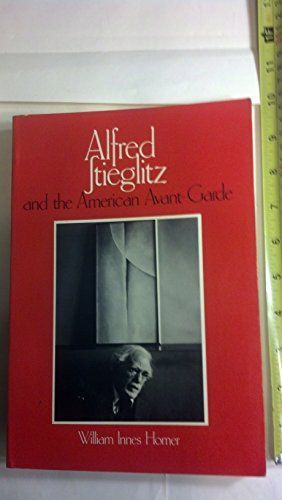 Alfred
Stieglitz
and the American Avant-Garde
William Innes Homer